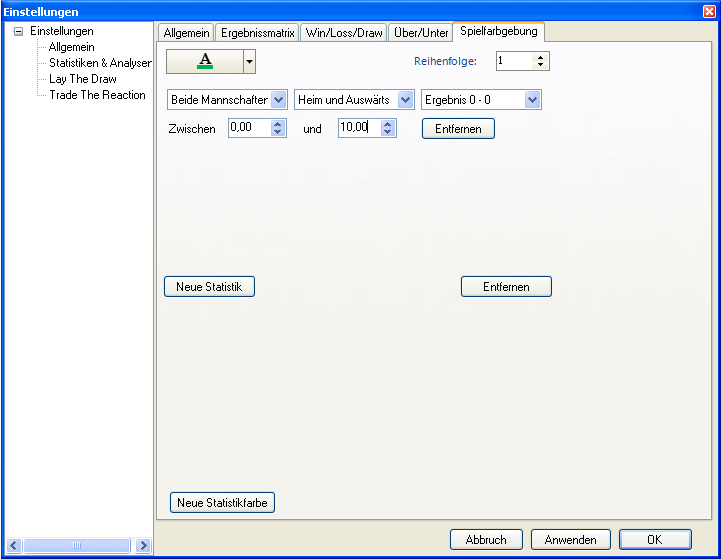 Einstellungen
Einstellungen
Allgemein
Statistiken & Analyser
Lay The Draw
Trade The Reaction
Allgemein Ergebnissmatrix Win/Loss/Draw Über/Unter Spielfarbgebung
A Reihenfolge: 1
Beide Mannschafter Heim und Auswärts Ergebnis 0 - 0
Zwischen 0,00 und 10,00 Entfernen
Neue Statistik Entfernen
Neue Statistikfarbe
Abbruch Anwenden OK